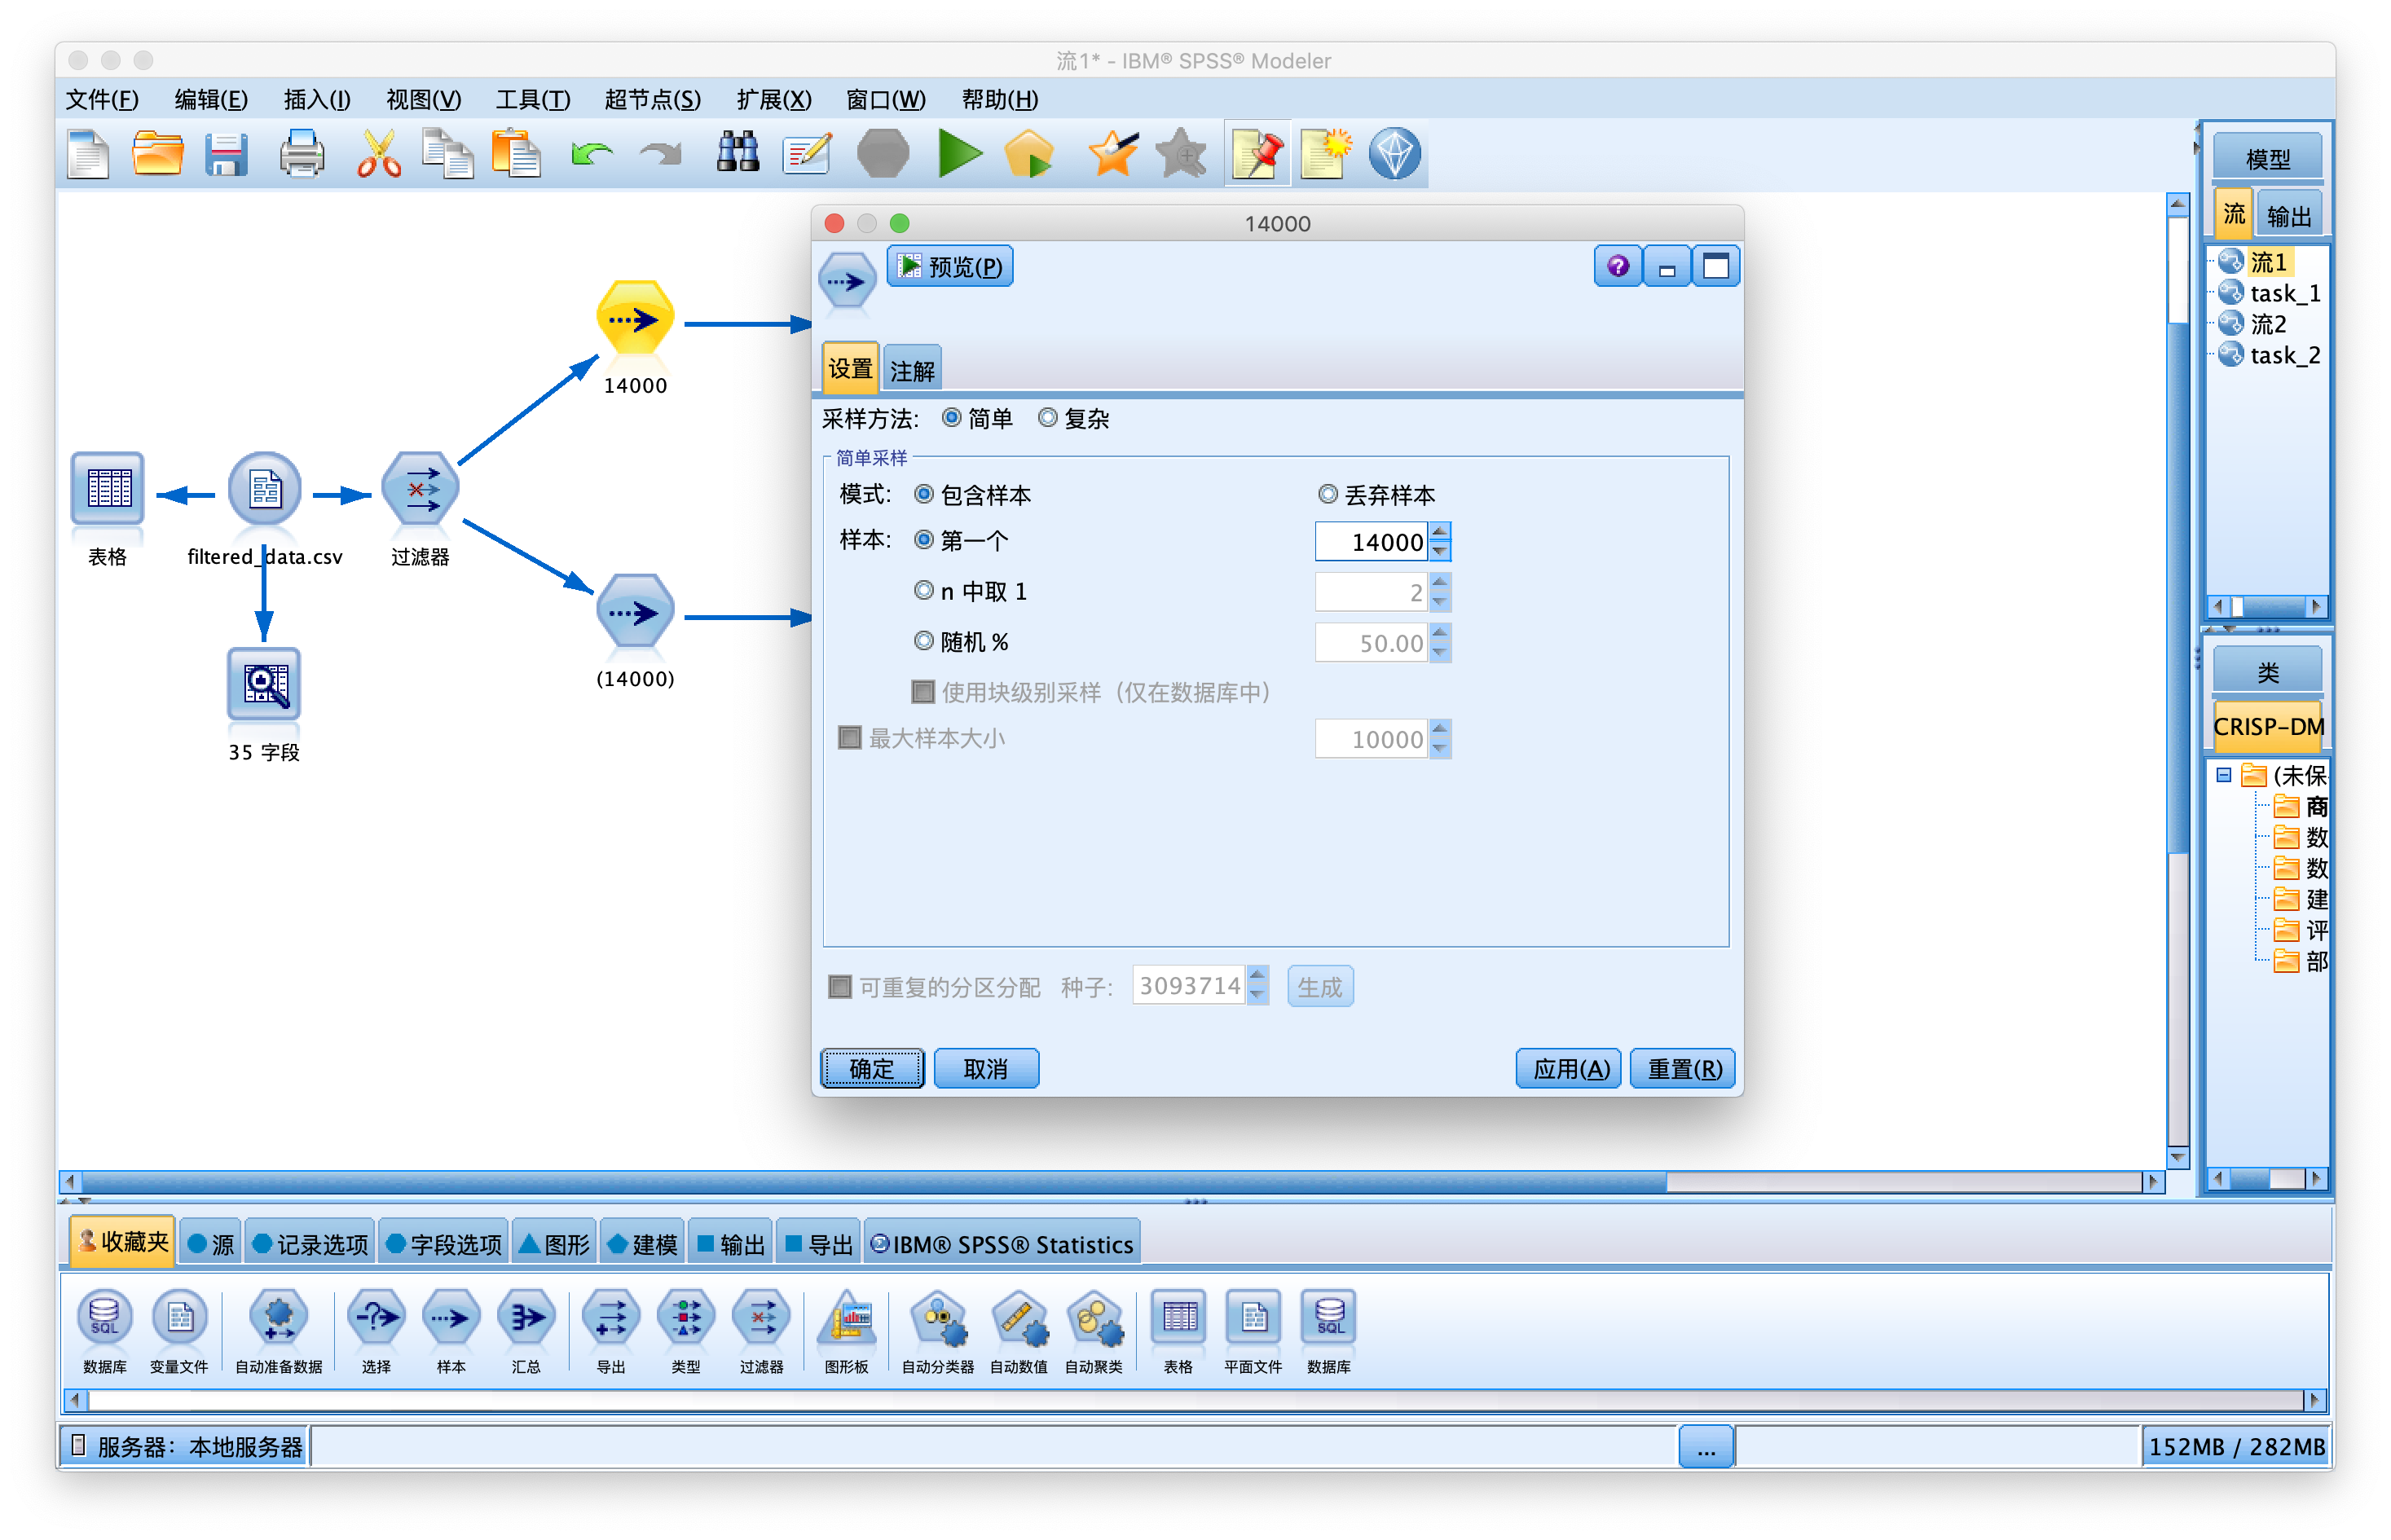 流1* - IBM® SPSS® Modeler
文件(F) 编辑(E) 插入(I) 视图(V) 工具(T) 超节点(S) 扩展(X) 窗口(W) 帮助(H)
14000
预览(P)
设置 注解
采样方法: 简单 复杂
简单采样
模式: 包含样本 丢弃样本
样本: 第一个 14000
n 中取 1 2
随机 % 50.00
使用块级别采样（仅在数据库中）
最大样本大小 10000
可重复的分区分配 种子: 3093714 生成
确定 取消 应用(A) 重置(R)
14000
表格
filtered_data.csv
过滤器
(14000)
35 字段
模型
流 输出
流1
task_1
流2
task_2
类
CRISP-DM
(未保
商
数
数
建
评
部
收藏夹 源 记录选项 字段选项 图形 建模 输出 导出 IBM® SPSS® Statistics
SQL SQL
数据库 变量文件 自动准备数据 选择 样本 汇总 导出 类型 过滤器 图形板 自动分类器 自动数值 自动聚类 表格 平面文件 数据库
服务器: 本地服务器 ... 152MB / 282MB